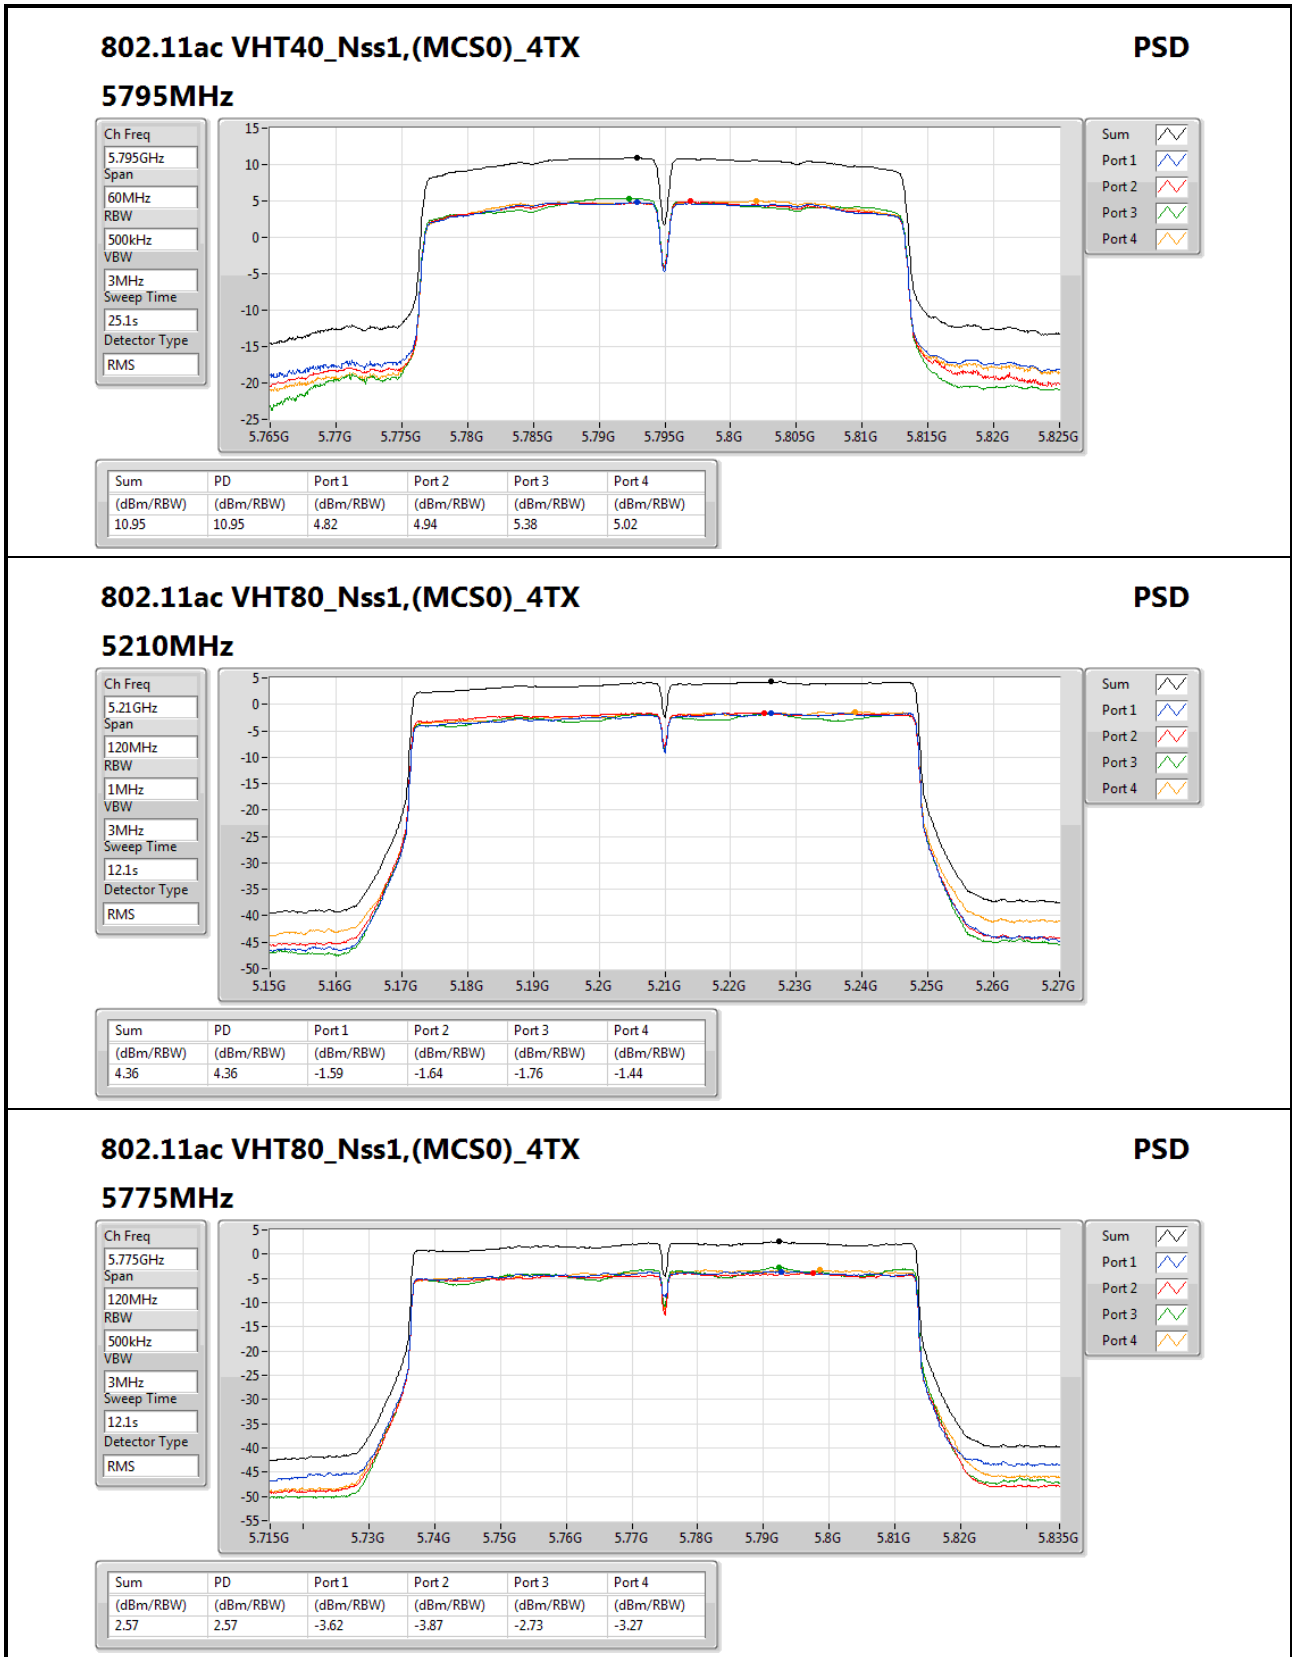 802.11ac VHT40_Nss1,(MCS0)_4TX PSD
5795MHz
Ch Freq
5.795GHz
Span
60MHz
RBW
500kHz
VBW
3MHz
Sweep Time
25.1s
Detector Type
RMS
15
10
5
0
-5
-10
-15
-20
-25
5.765G 5.77G 5.775G 5.78G 5.785G 5.79G 5.795G 5.8G 5.805G 5.81G 5.815G 5.82G 5.825G
Sum
Port 1
Port 2
Port 3
Port 4
Sum PD Port 1 Port 2 Port 3 Port 4
(dBm/RBW) (dBm/RBW) (dBm/RBW) (dBm/RBW) (dBm/RBW) (dBm/RBW)
10.95 10.95 4.82 4.94 5.38 5.02
802.11ac VHT80_Nss1,(MCS0)_4TX PSD
5210MHz
Ch Freq
5.21GHz
Span
120MHz
RBW
1MHz
VBW
3MHz
Sweep Time
12.1s
Detector Type
RMS
5
0
-5
-10
-15
-20
-25
-30
-35
-40
-45
-50
5.15G 5.16G 5.17G 5.18G 5.19G 5.2G 5.21G 5.22G 5.23G 5.24G 5.25G 5.26G 5.27G
Sum
Port 1
Port 2
Port 3
Port 4
Sum PD Port 1 Port 2 Port 3 Port 4
(dBm/RBW) (dBm/RBW) (dBm/RBW) (dBm/RBW) (dBm/RBW) (dBm/RBW)
4.36 4.36 -1.59 -1.64 -1.76 -1.44
802.11ac VHT80_Nss1,(MCS0)_4TX PSD
5775MHz
Ch Freq
5.775GHz
Span
120MHz
RBW
500kHz
VBW
3MHz
Sweep Time
12.1s
Detector Type
RMS
5
0
-5
-10
-15
-20
-25
-30
-35
-40
-45
-50
-55
5.715G 5.73G 5.74G 5.75G 5.76G 5.77G 5.78G 5.79G 5.8G 5.81G 5.82G 5.835G
Sum
Port 1
Port 2
Port 3
Port 4
Sum PD Port 1 Port 2 Port 3 Port 4
(dBm/RBW) (dBm/RBW) (dBm/RBW) (dBm/RBW) (dBm/RBW) (dBm/RBW)
2.57 2.57 -3.62 -3.87 -2.73 -3.27